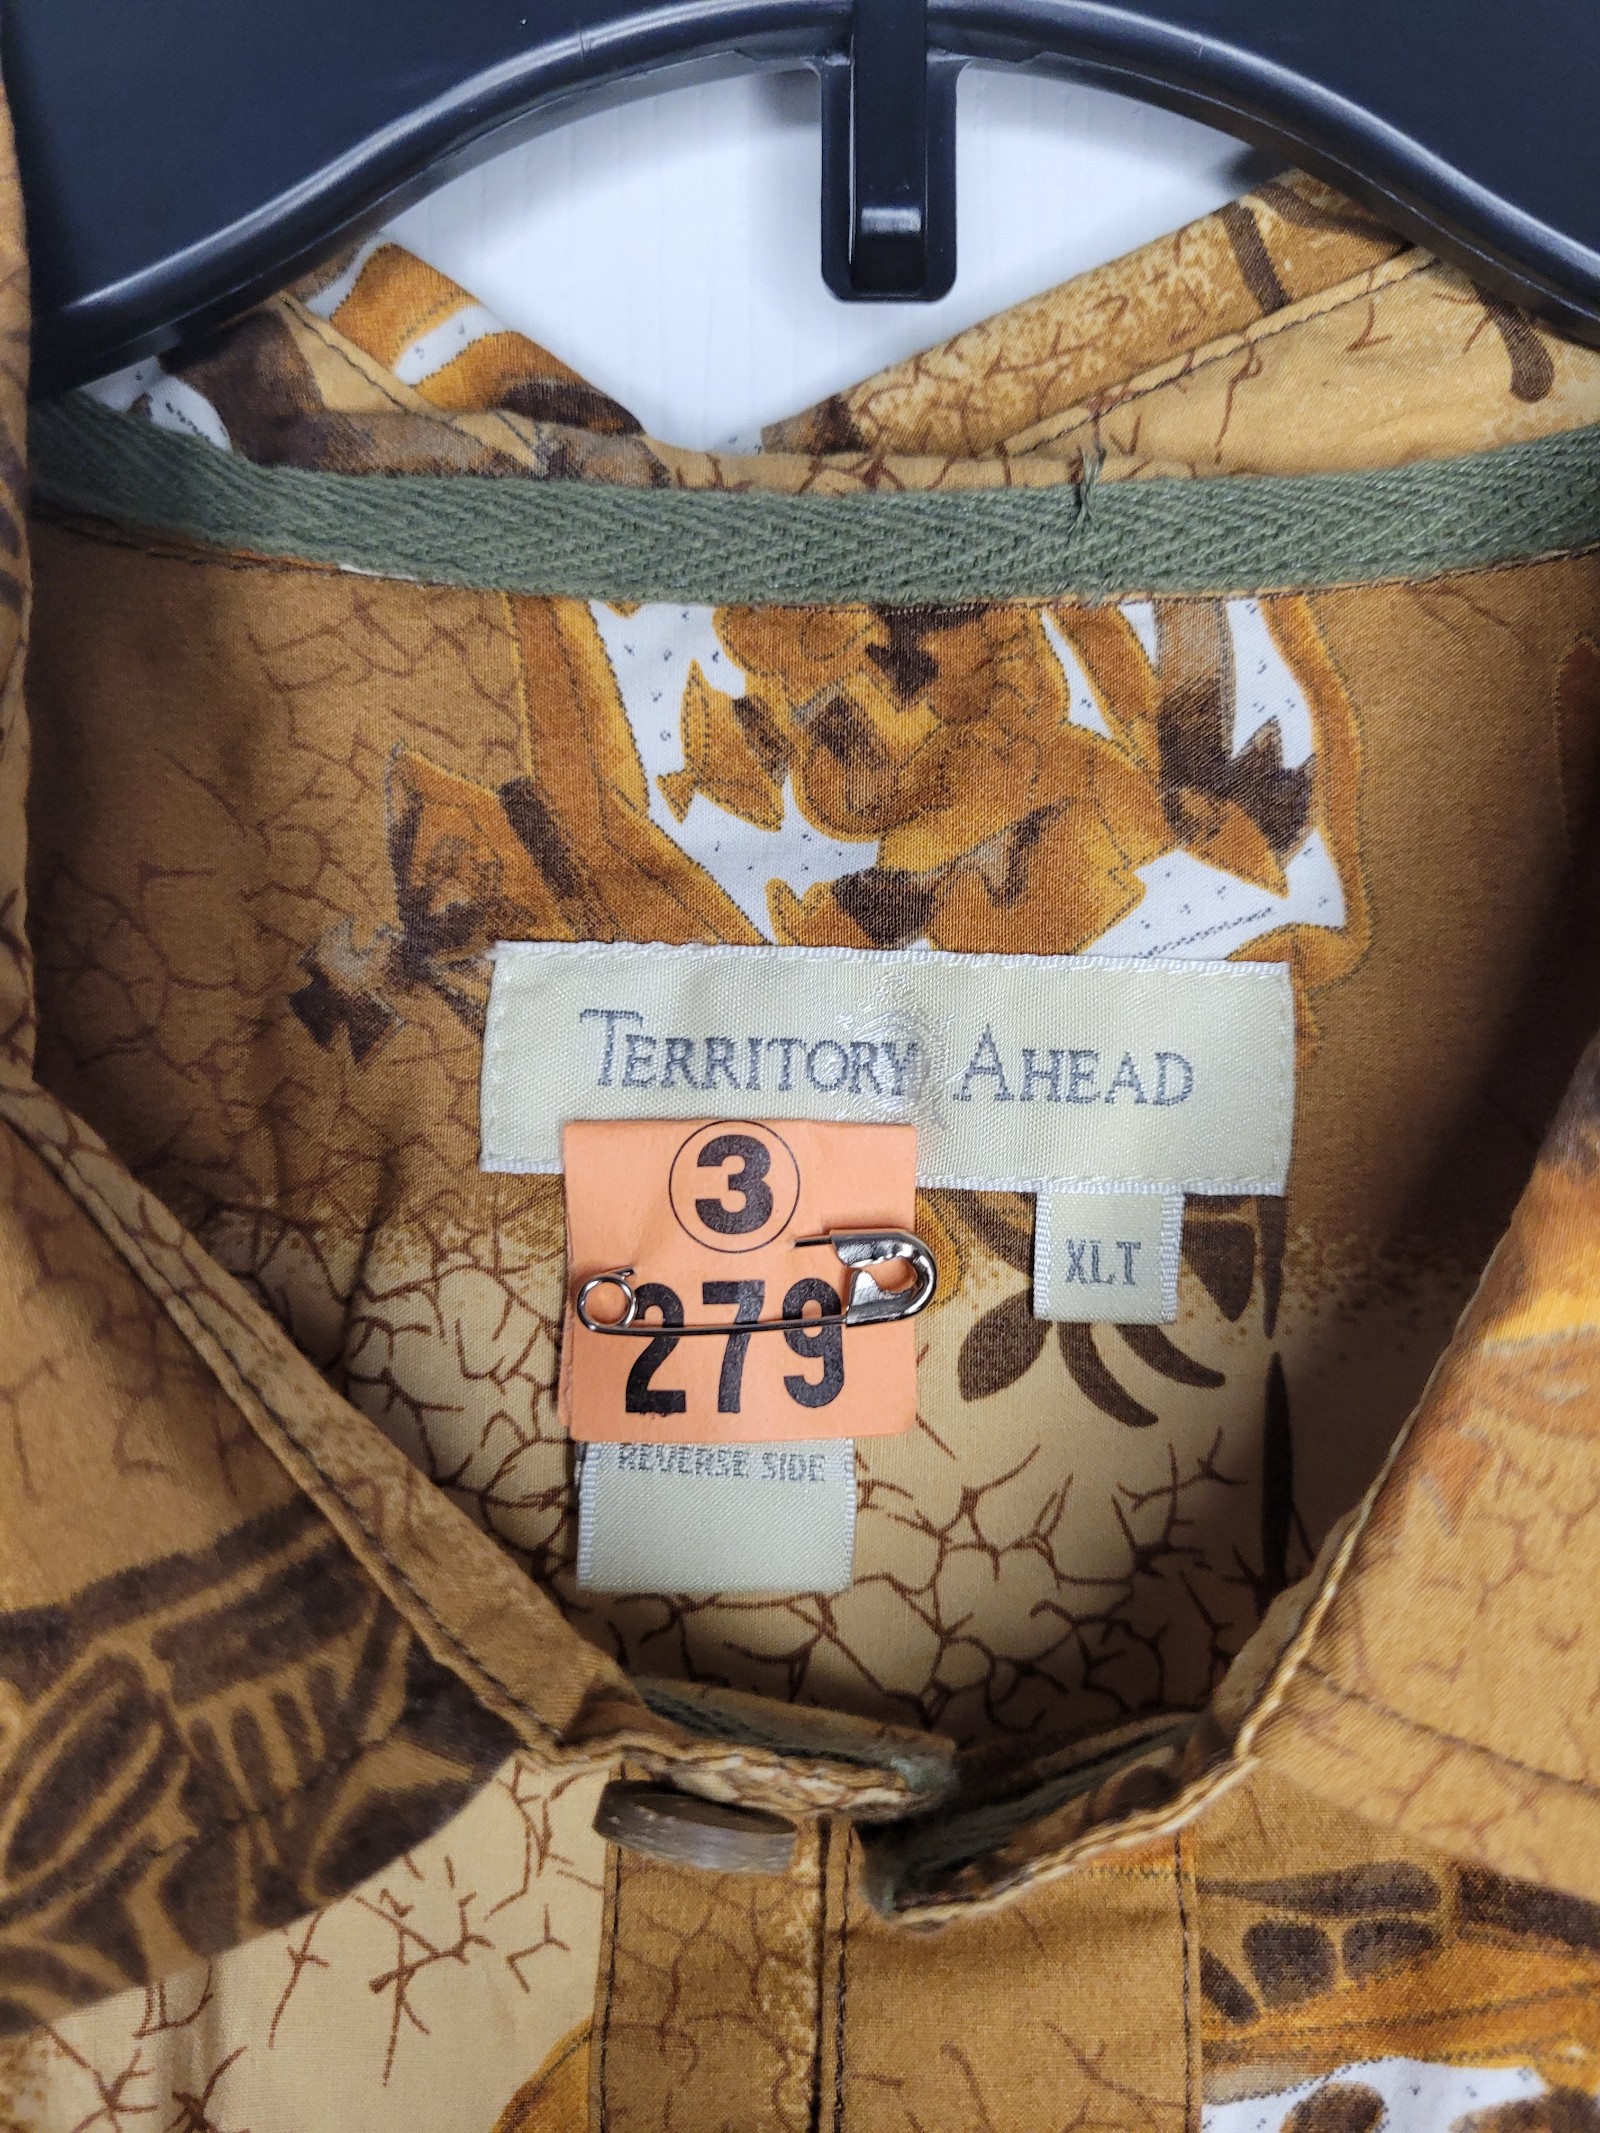 TERRITORY AHEAD
3
279
XLT
REVERSE SIDE